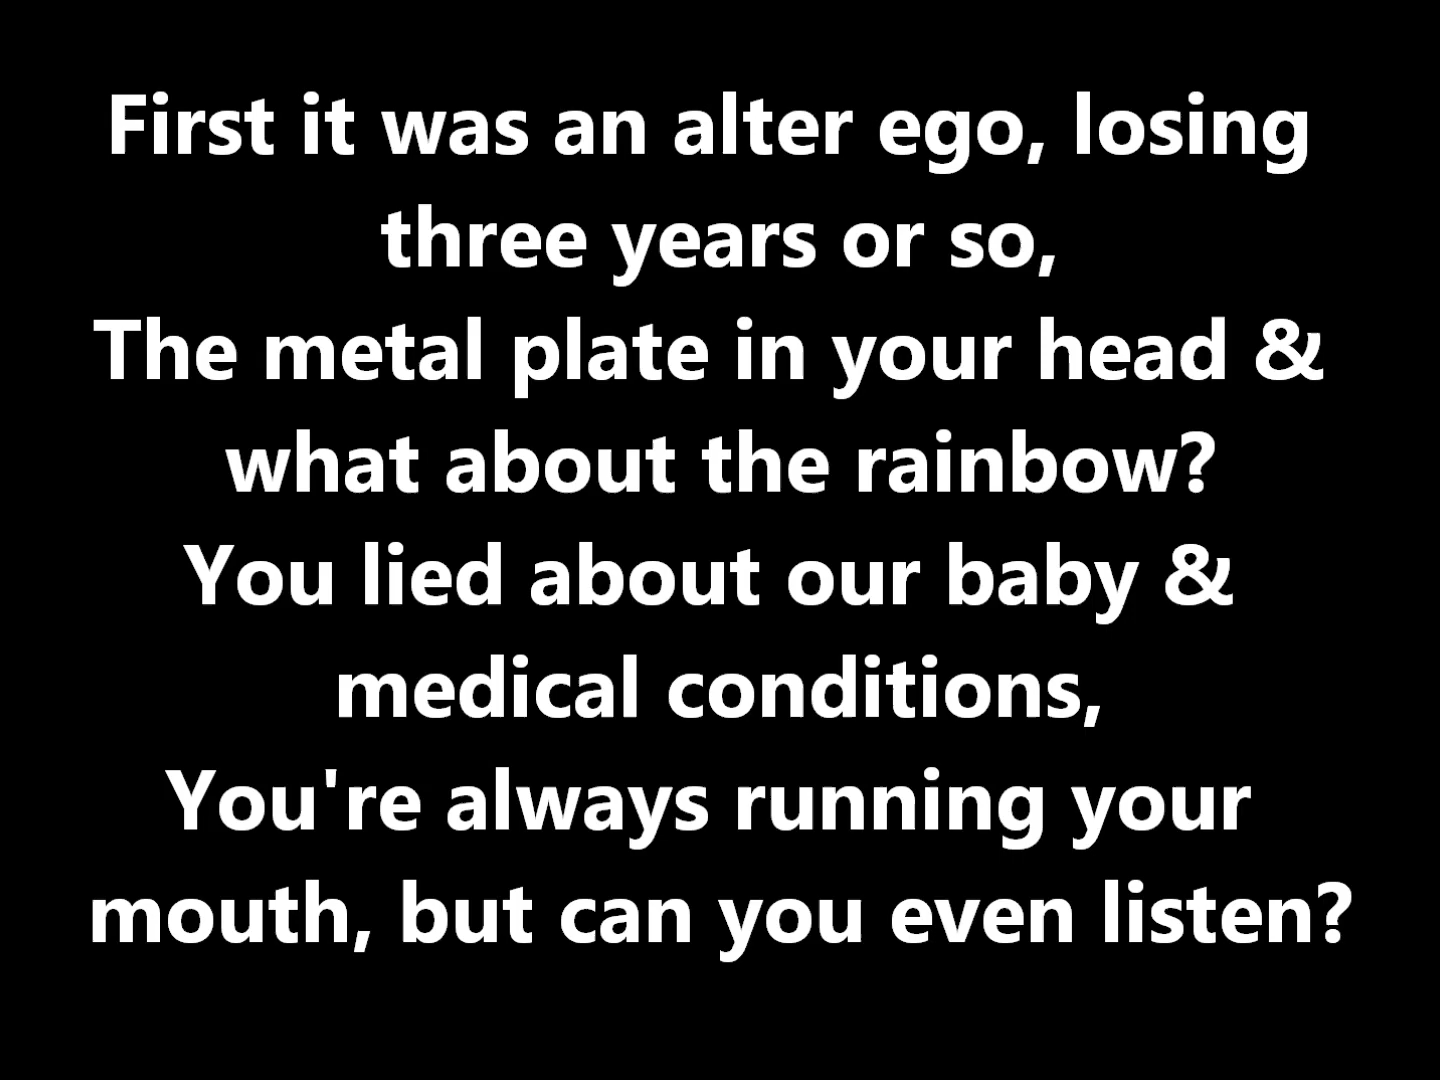 First it was an alter ego, losing
three years or so,
The metal plate in your head &
what about the rainbow?
You lied about our baby &
medical conditions,
You're always running your
mouth, but can you even listen?